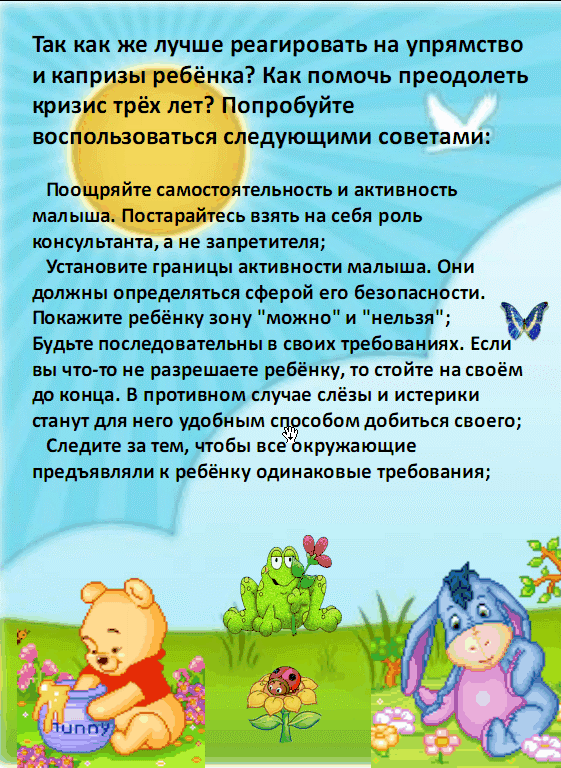 Так как же лучше реагировать на упрямство
и капризы ребёнка? Как помочь преодолеть
кризис трёх лет? Попробуйте
воспользоваться следующими советами:
Поощряйте самостоятельность и активность
малыша. Постарайтесь взять на себя роль
консультанта, а не запретителя;
Установите границы активности малыша. Они
должны определяться сферой его безопасности.
Покажите ребёнку зону "можно" и "нельзя";
Будьте последовательны в своих требованиях. Если
вы что-то не разрешаете ребёнку, то стойте на своём
до конца. В противном случае слёзы и истерики
станут для него удобным способом добиться своего;
Следите за тем, чтобы все окружающие
предъявляли к ребёнку одинаковые требования;
hunny